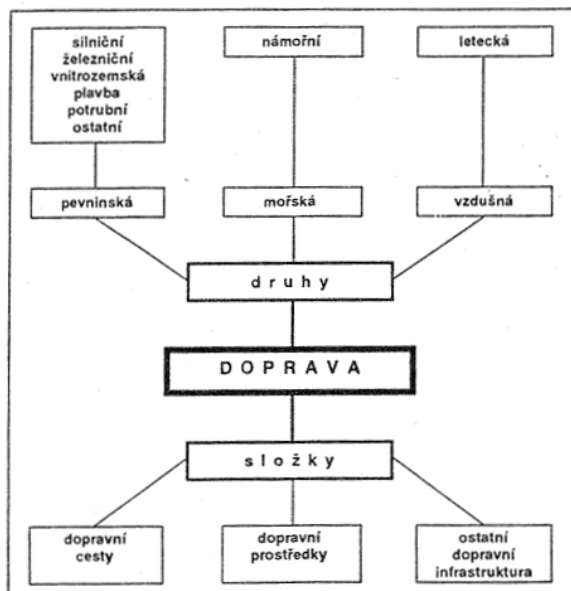 silniční
železniční
vnitrozemská
plavba
potrubní
ostatní
námořní
letecká
pevninská
mořská
vzdušná
druhy
DOPRAVA
složky
dopravní
cesty
dopravní
prostředky
ostatní
dopravní
infrastruktura